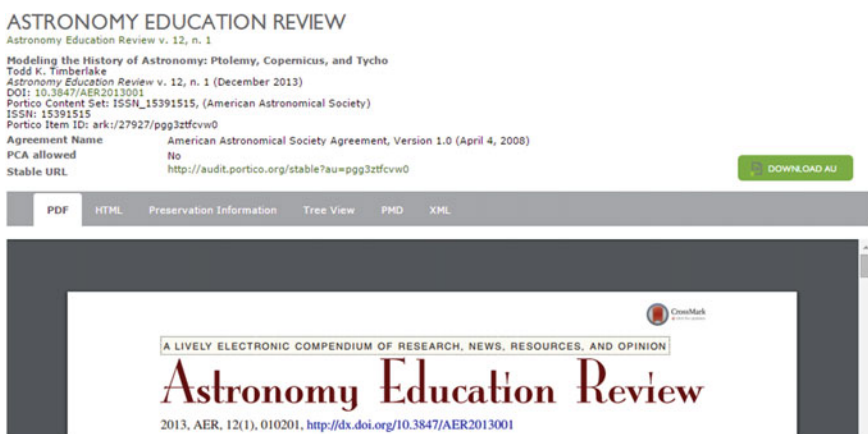 ASTRONOMY EDUCATION REVIEW
Astronomy Education Review v. 12, n. 1
Modeling the History of Astronomy: Ptolemy, Copernicus, and Tycho
Todd K. Timberlake
Astronomy Education Review v. 12, n. 1 (December 2013)
DOI: 10.3847/AER2013001
Portico Content Set: ISSN_15391515, (American Astronomical Society)
ISSN: 15391515
Portico Item ID: ark:/27927/pgg3ztfcvw0
Agreement Name American Astronomical Society Agreement, Version 1.0 (April 4, 2008)
PCA allowed No
Stable URL http://audit.portico.org/stable?au=pgg3ztfcvw0
DOWNLOAD AU
PDF HTML Preservation Information Tree View PMD XML
CrossMark
A LIVELY ELECTRONIC COMPENDIUM OF RESEARCH, NEWS, RESOURCES, AND OPINION
Astronomy Education Review
2013, AER, 12(1), 010201, http://dx.doi.org/10.3847/AER2013001